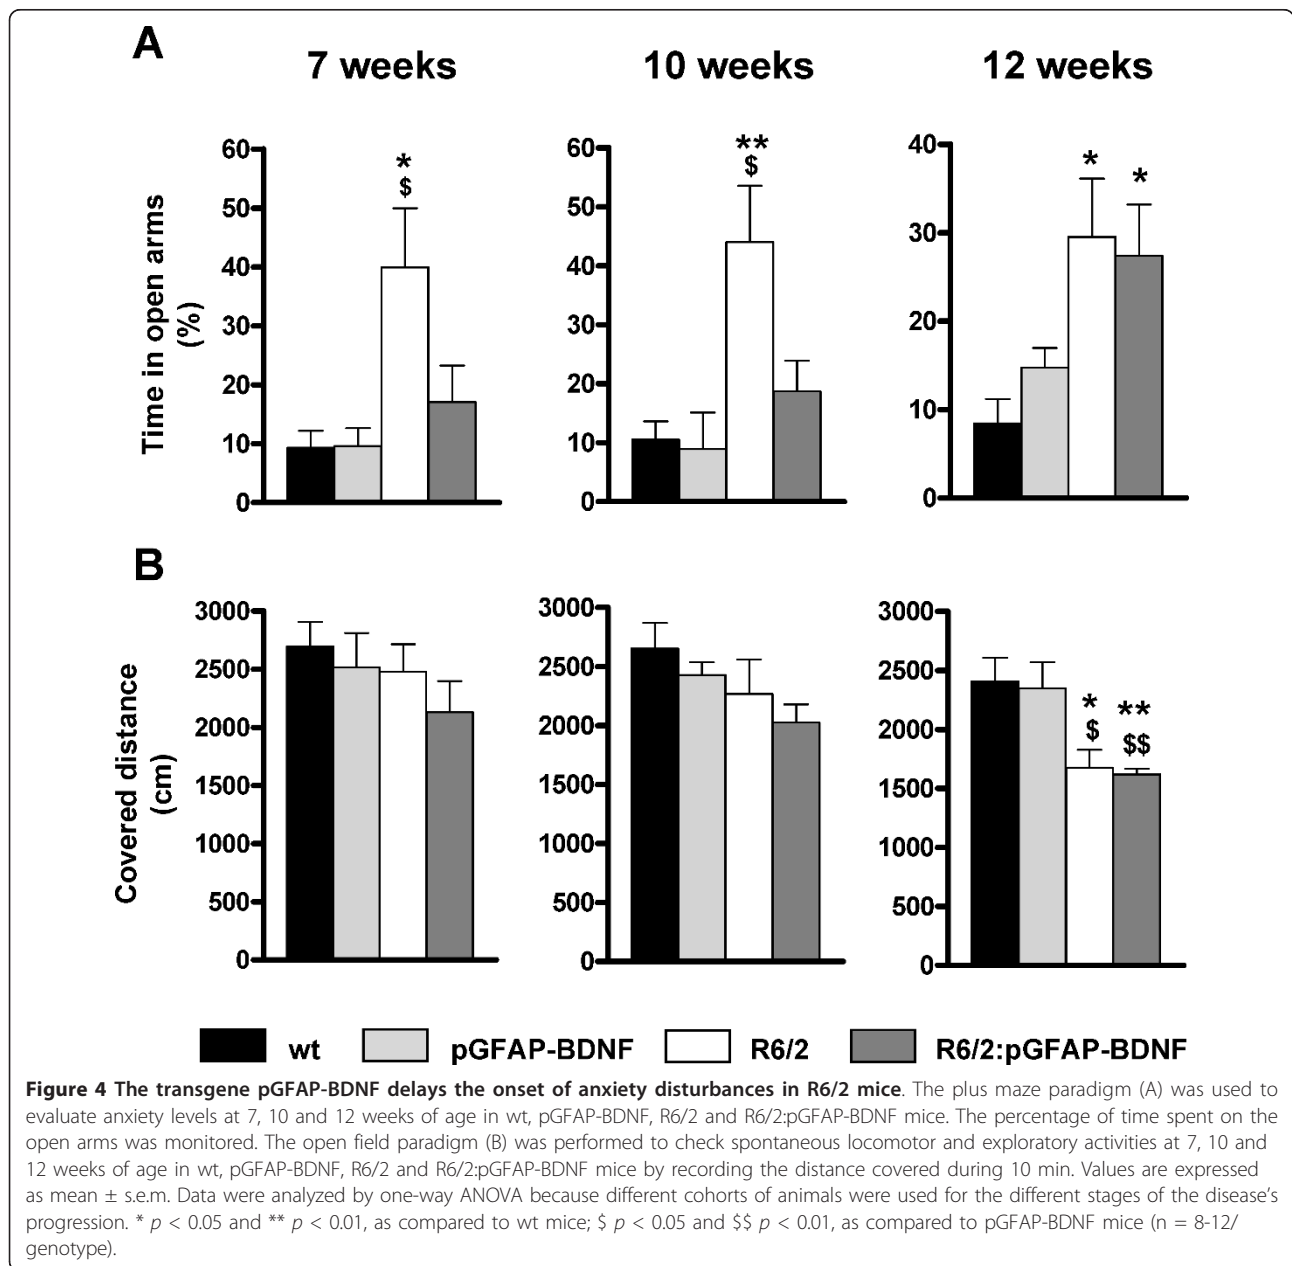 A
7 weeks
10 weeks
12 weeks
Time in open arms
(%)
60
50
40
30
20
10
0
*
$
60
50
40
30
20
10
0
**
$
40
30
20
10
0
*
*
B
Covered distance
(cm)
3000
2500
2000
1500
1000
500
0
3000
2500
2000
1500
1000
500
0
3000
2500
2000
1500
1000
500
0
*
$
**
$$
wt
pGFAP-BDNF
R6/2
R6/2:pGFAP-BDNF
Figure 4 The transgene pGFAP-BDNF delays the onset of anxiety disturbances in R6/2 mice. The plus maze paradigm (A) was used to
evaluate anxiety levels at 7, 10 and 12 weeks of age in wt, pGFAP-BDNF, R6/2 and R6/2:pGFAP-BDNF mice. The percentage of time spent on the
open arms was monitored. The open field paradigm (B) was performed to check spontaneous locomotor and exploratory activities at 7, 10 and
12 weeks of age in wt, pGFAP-BDNF, R6/2 and R6/2:pGFAP-BDNF mice by recording the distance covered during 10 min. Values are expressed
as mean ± s.e.m. Data were analyzed by one-way ANOVA because different cohorts of animals were used for the different stages of the disease's
progression. * p < 0.05 and ** p < 0.01, as compared to wt mice; $ p < 0.05 and $$ p < 0.01, as compared to pGFAP-BDNF mice (n = 8-12/
genotype).